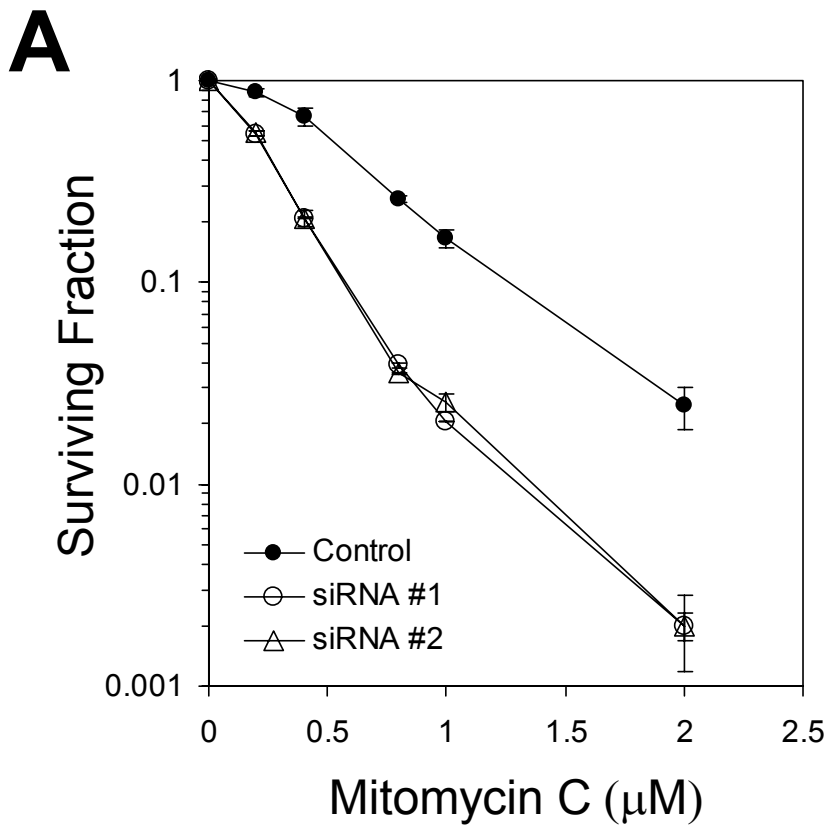 A
Surviving Fraction
1
0.1
0.01
0.001
Control
siRNA #1
siRNA #2
0 0.5 1 1.5 2 2.5
Mitomycin C (μM)